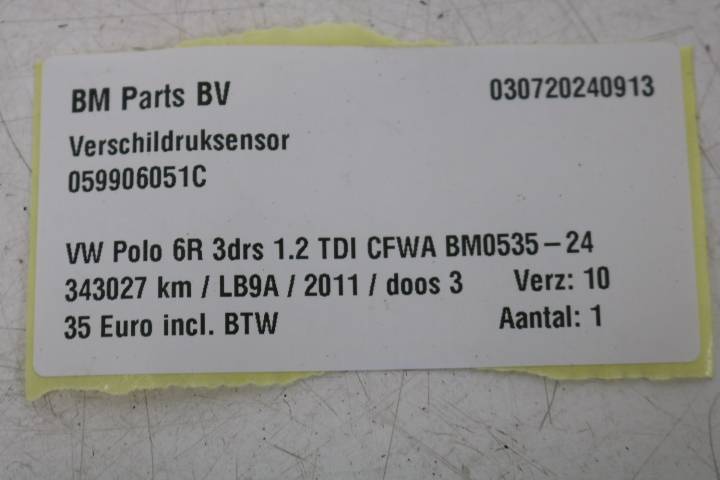 BM Parts BV 030720240913
Verschildruksensor
059906051C
VW Polo 6R 3drs 1.2 TDI CFWA BM0535-24
343027 km / LB9A / 2011 / doos 3 Verz: 10
35 Euro incl. BTW Aantal: 1